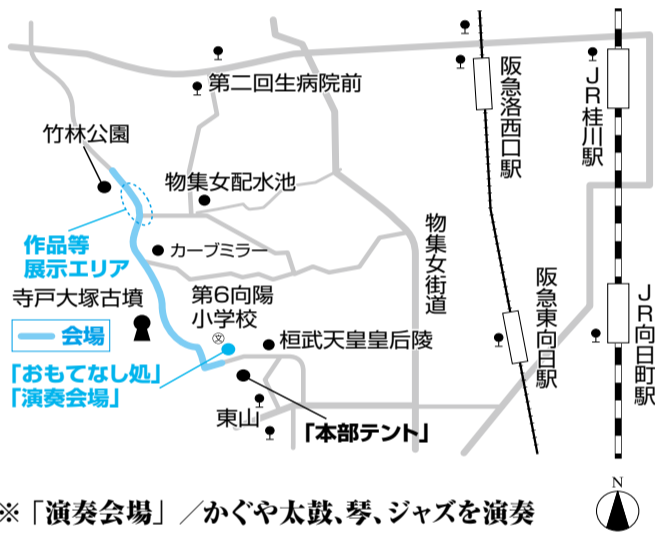 第二回生病院前
阪急洛西口駅
JR桂川駅
竹林公園
物集女配水池
作品等
展示エリア
カーブミラー
物集女街道
寺戸大塚古墳
第6向陽
小学校
文
会場
桓武天皇皇后陵
阪急東向日駅
JR向日町駅
「おもてなし処」
「演奏会場」
東山
「本部テント」
N
※「演奏会場」／かぐや太鼓、琴、ジャズを演奏